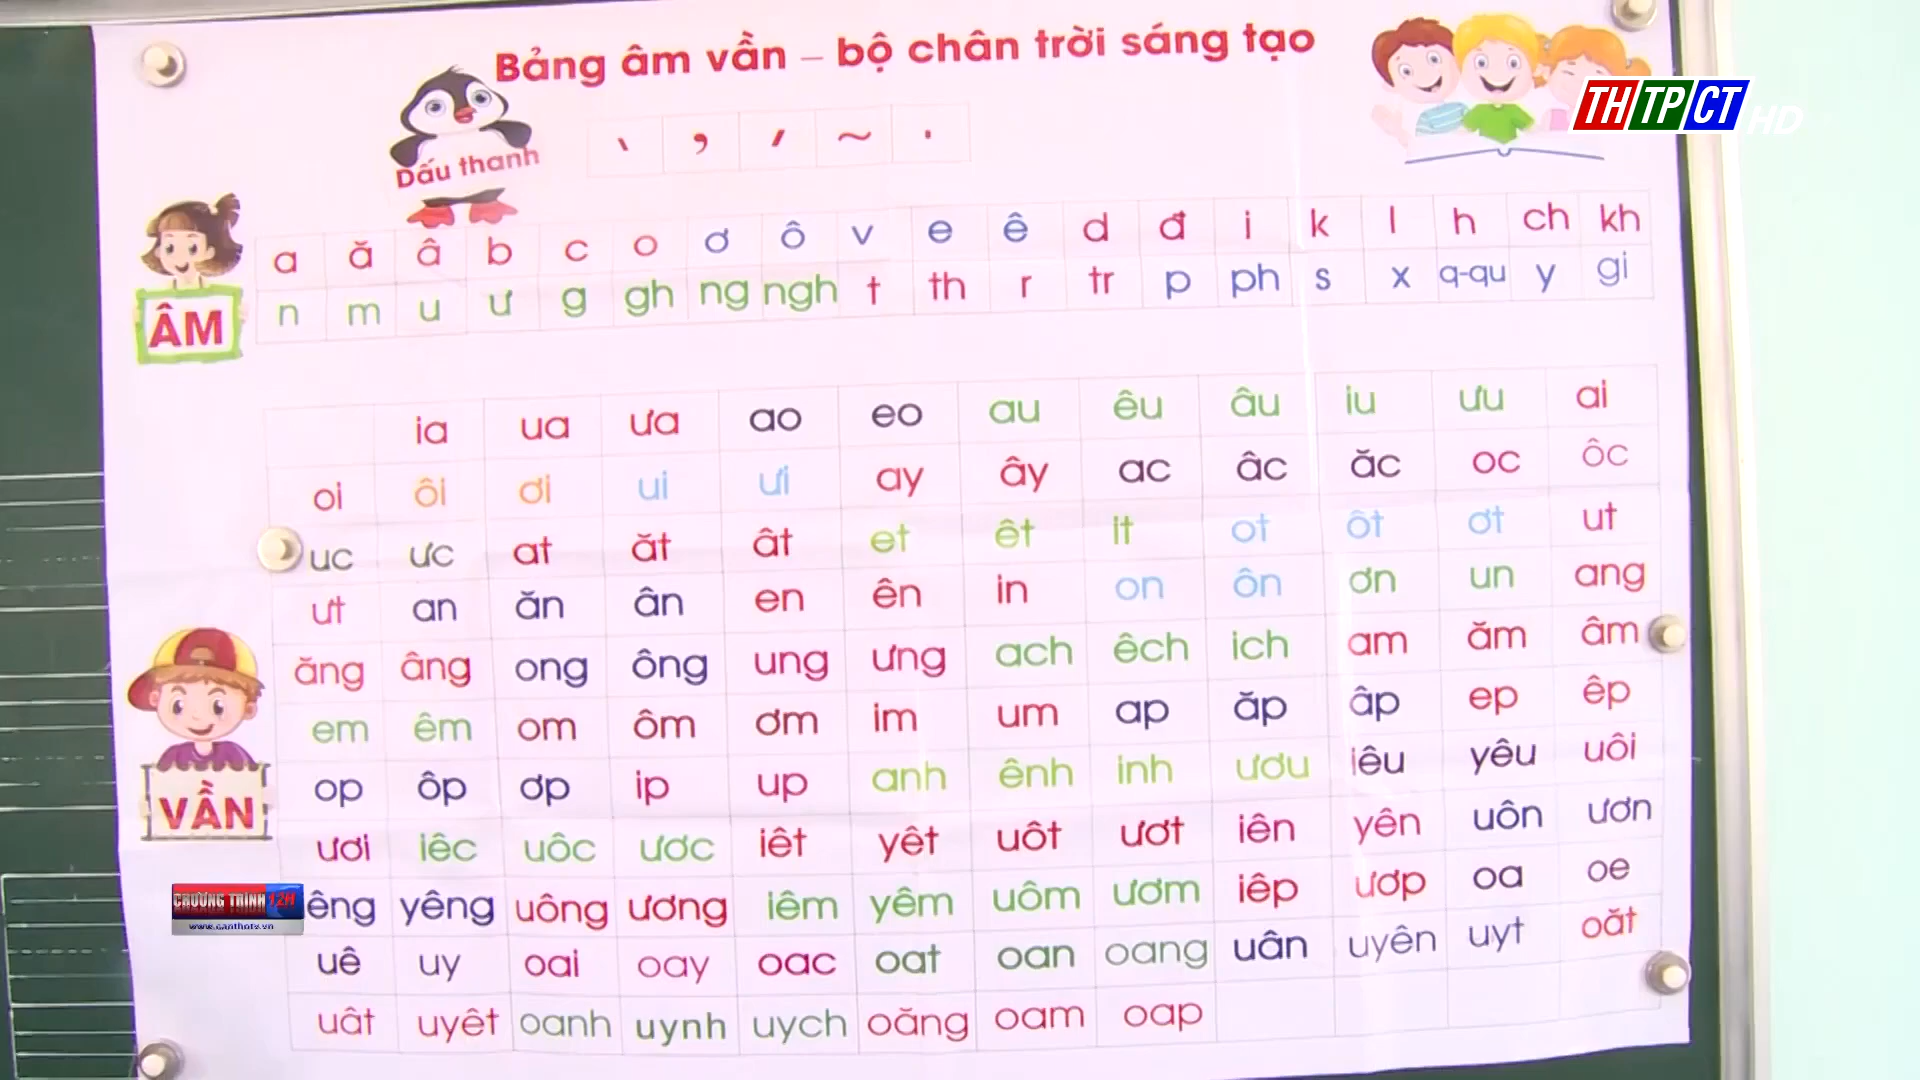 Bảng âm vần – bộ chân trời sáng tạo
THTPCT HD
Dấu thanh
ˋ ̉ ˊ ~ .
a ă â b c o ơ ô v e ê d đ i k l h ch kh
n m u ư g gh ng ngh t th r tr p ph s x q-qu y gi
ÂM
ia ua ưa ao eo au êu âu iu ưu ai
oi ôi ơi ui ưi ay ây ac âc ăc oc ôc
uc ưc at ăt ât et êt it ot ôt ơt ut
ưt an ăn ân en ên in on ôn ơn un ang
ăng âng ong ông ung ưng ach êch ich am ăm âm
em êm om ôm ơm im um ap ăp âp ep êp
op ôp ơp ip up anh ênh inh ươu iêu yêu uôi
VẦN
ươi iêc uôc ươc iêt yêt uôt ươt iên yên uôn ươn
êng yêng uông ương iêm yêm uôm ươm iêp ươp oa oe
CHƯƠNG TRÌNH 12H
www.canthotv.vn
uê uy oai oay oac oat oan oang uân uyên uyt oăt
uât uyêt oanh uynh uych oăng oam oap